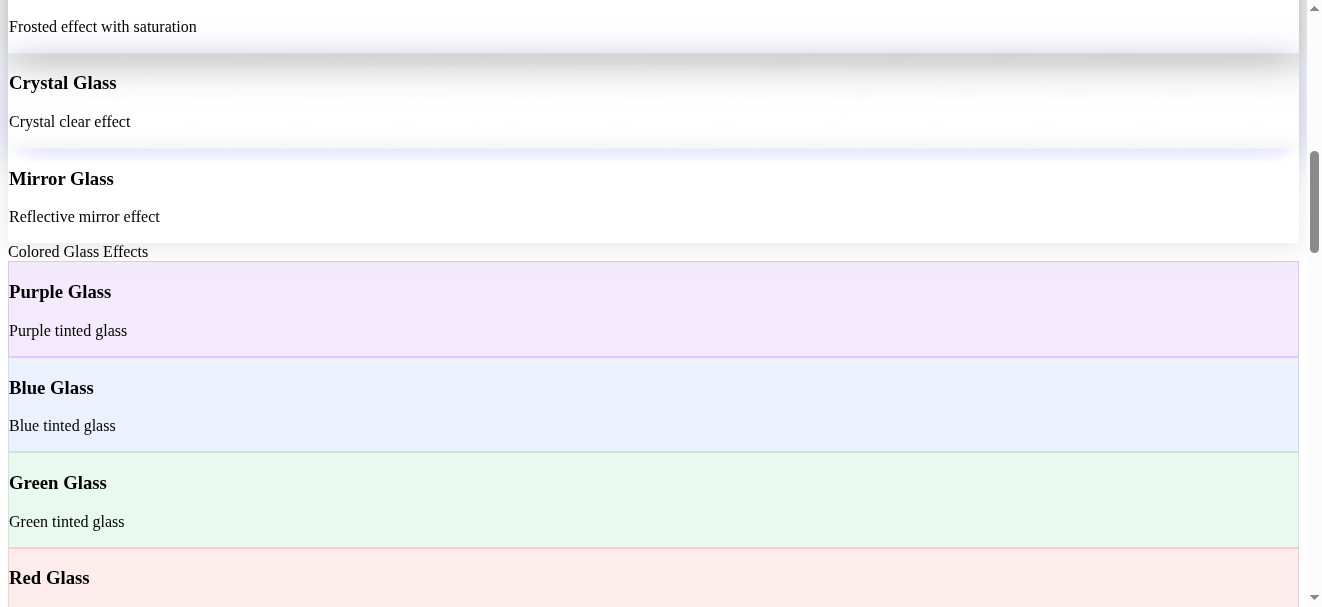 Frosted effect with saturation
Crystal Glass
Crystal clear effect
Mirror Glass
Reflective mirror effect
Colored Glass Effects
Purple Glass
Purple tinted glass
Blue Glass
Blue tinted glass
Green Glass
Green tinted glass
Red Glass